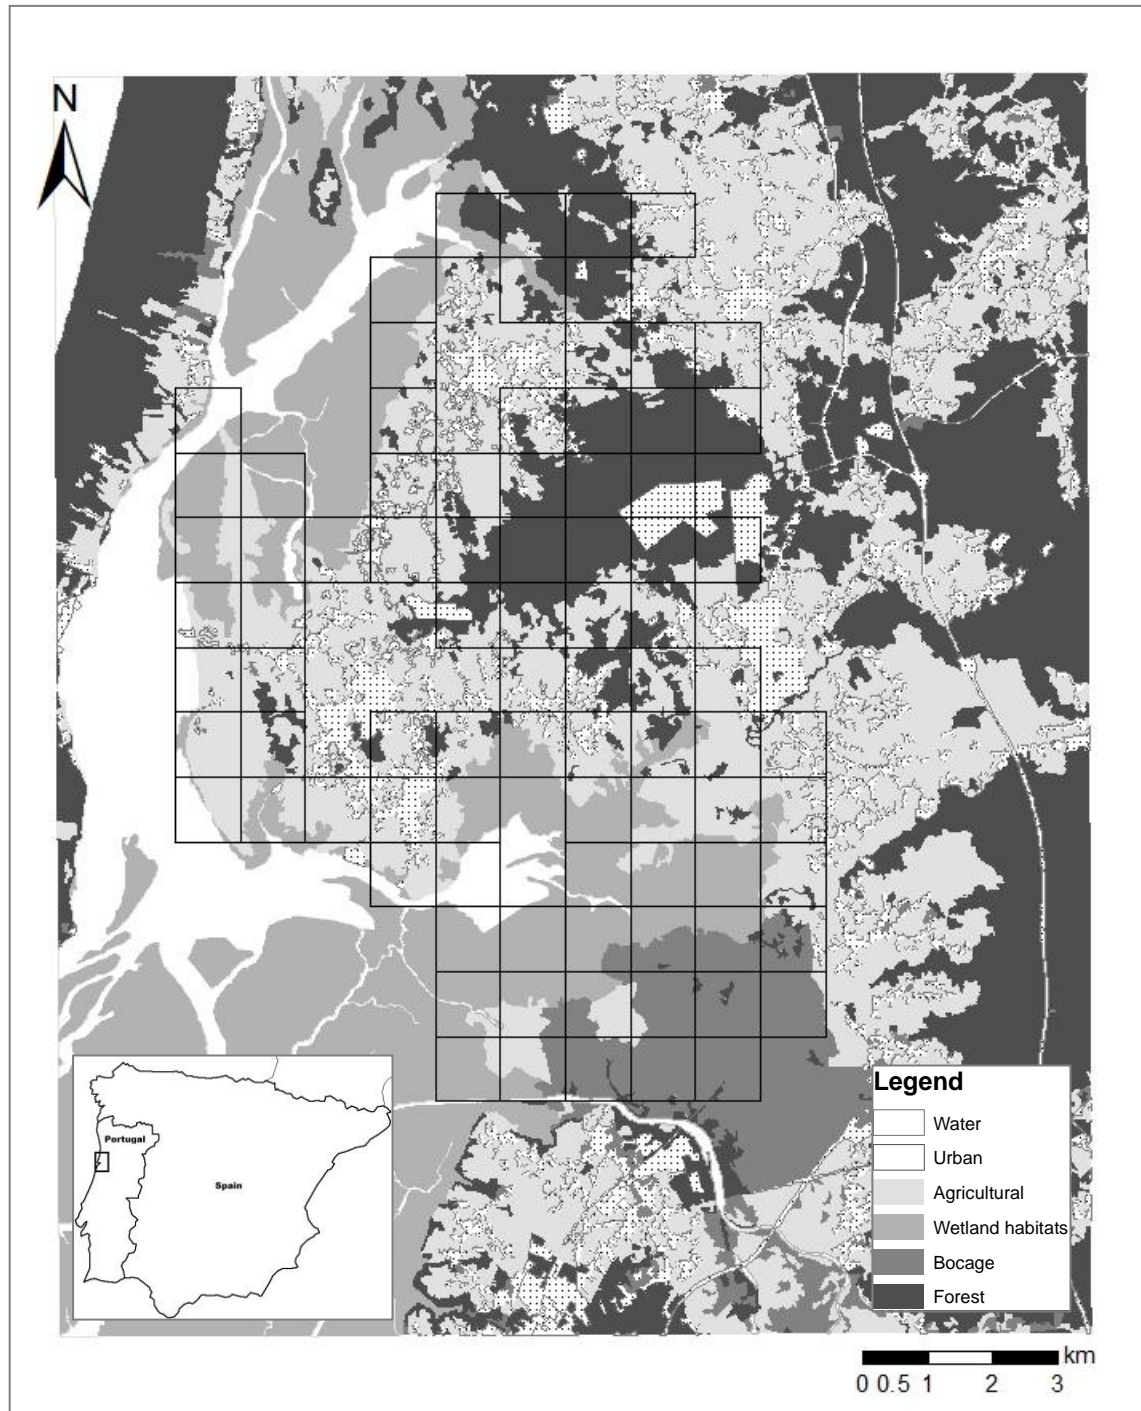 N
Portugal
Spain
Legend
Water
Urban
Agricultural
Wetland habitats
Bocage
Forest
km
0 0.5 1 2 3